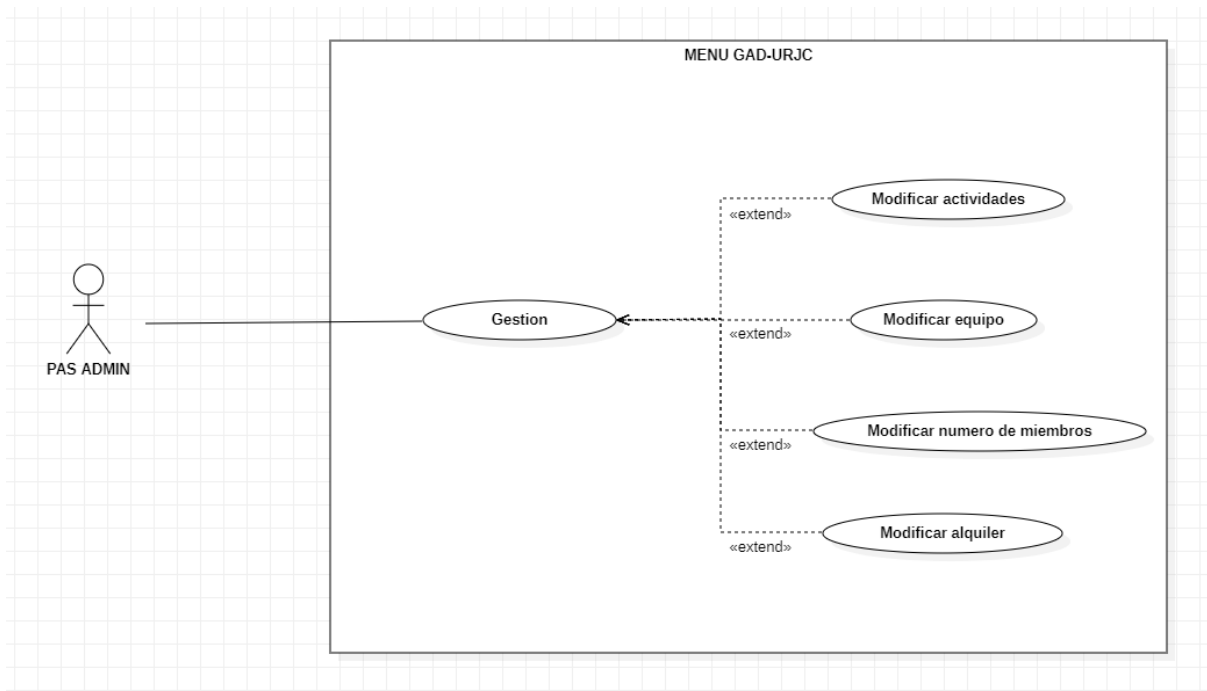 MENU GAD-URJC
Modificar actividades
«extend»
Gestion
Modificar equipo
«extend»
PAS ADMIN
Modificar numero de miembros
«extend»
Modificar alquiler
«extend»